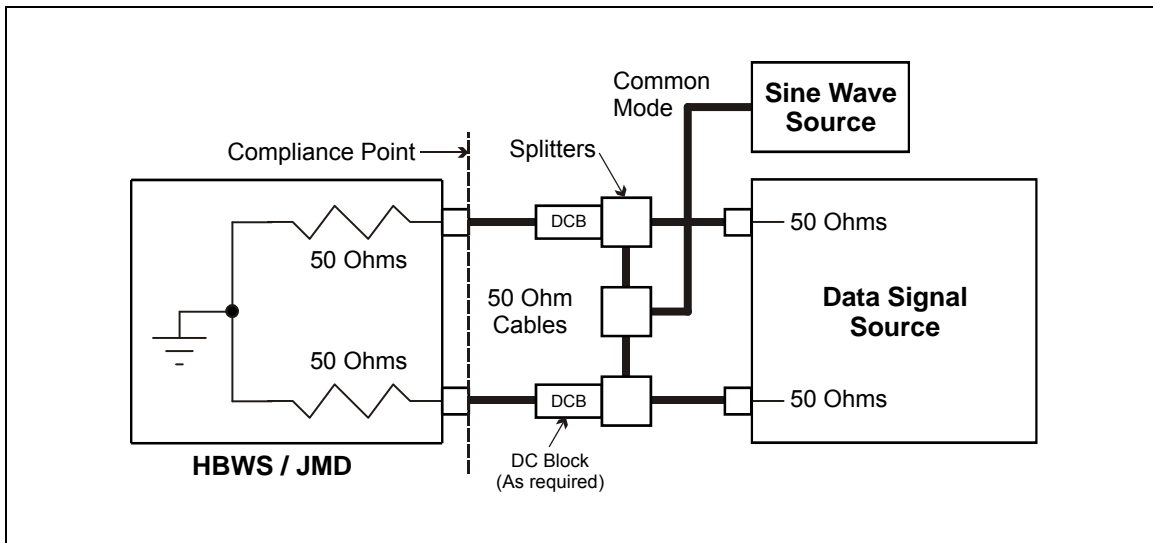 Common
Mode
Sine Wave
Source
Compliance Point
Splitters
DCB
50 Ohms
50 Ohms
50 Ohm
Cables
Data Signal
Source
50 Ohms
DCB
50 Ohms
DC Block
(As required)
HBWS / JMD